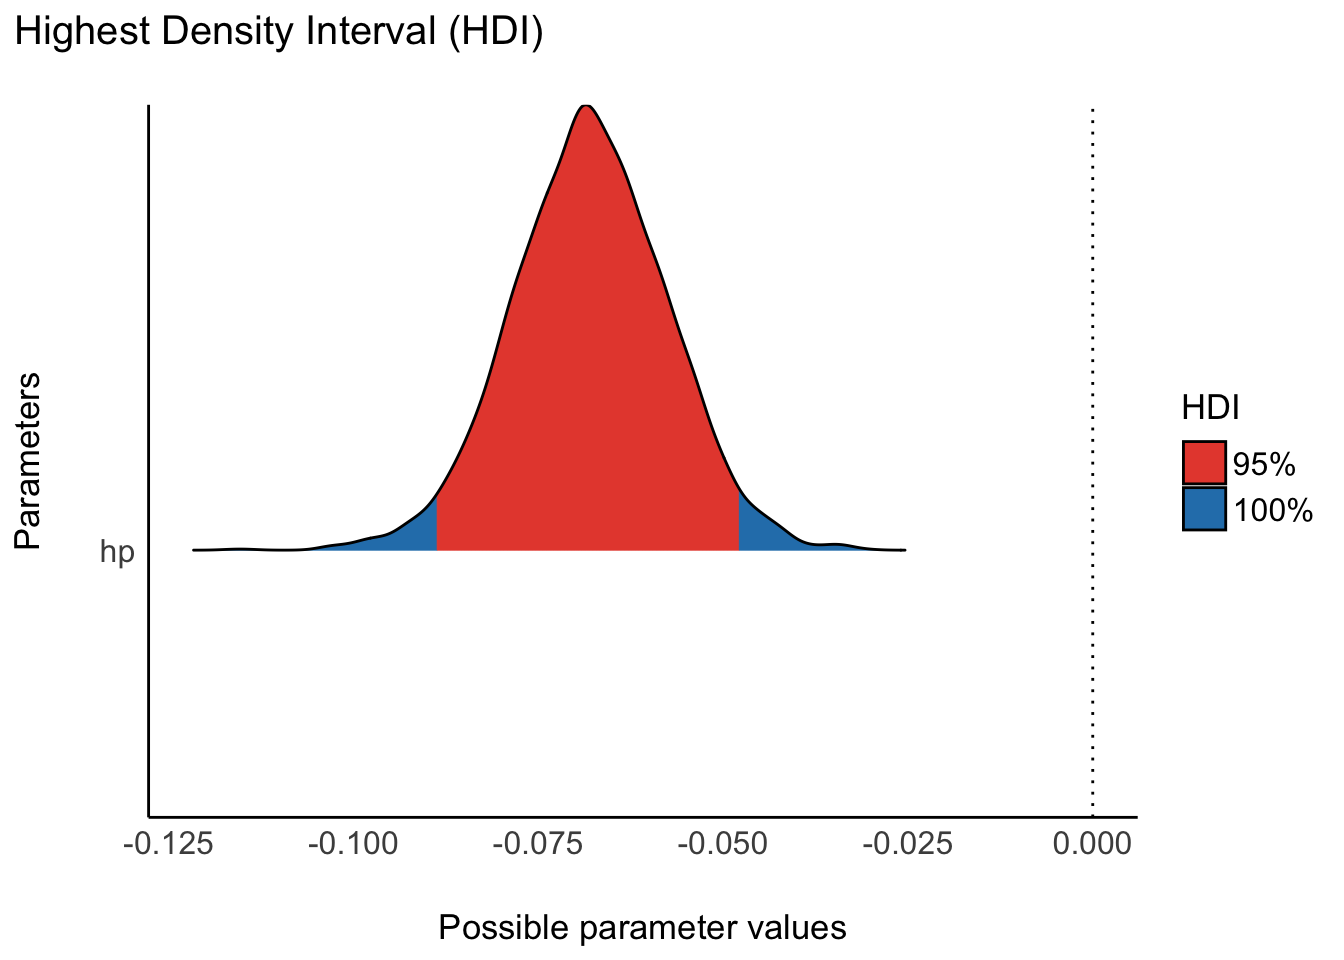 Highest Density Interval (HDI)
Parameters
hp
HDI
95%
100%
-0.125 -0.100 -0.075 -0.050 -0.025 0.000
Possible parameter values